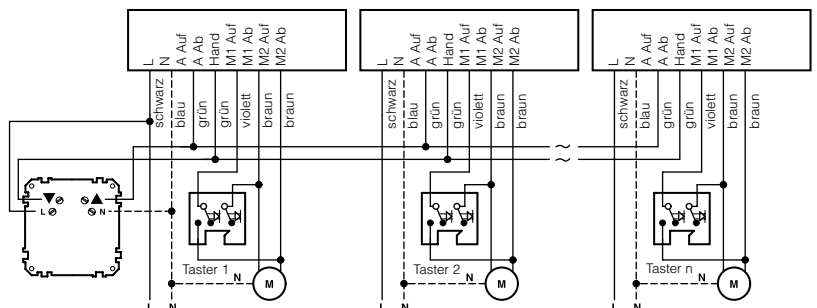 L N A Auf A Ab Hand M1 Auf M1 Ab M2 Auf M2 Ab
L N A Auf A Ab Hand M1 Auf M1 Ab M2 Auf M2 Ab
L N A Auf A Ab Hand M1 Auf M1 Ab M2 Auf M2 Ab
schwarz blau grün grün violett braun braun
schwarz blau grün grün violett braun braun
schwarz blau grün grün violett braun braun
~ ~
L N
Taster 1
N
M
Taster 2
N
M
Taster n
N
M
L N
L N
L N